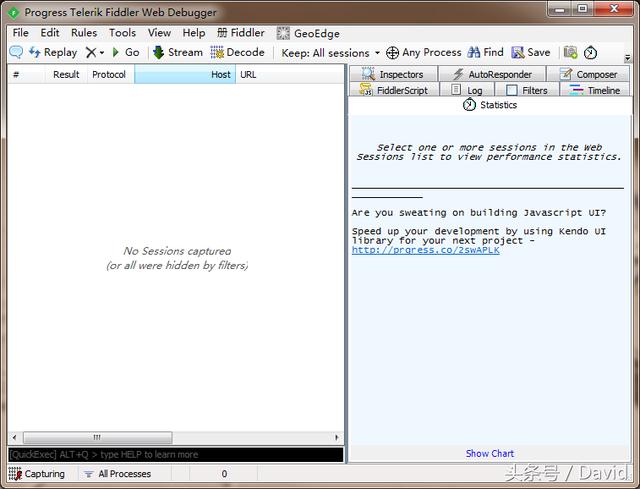 Progress Telerik Fiddler Web Debugger
File Edit Rules Tools View Help 册 Fiddler GeoEdge
Replay Go Stream Decode Keep: All sessions Any Process Find Save
# Result Protocol Host URL
No Sessions captured
(or all were hidden by filters)
[QuickExec] ALT+Q > type HELP to learn more
Inspectors AutoResponder Composer
FiddlerScript Log Filters Timeline
Statistics
Select one or more sessions in the Web
Sessions list to view performance statistics.
Are you sweating on building Javascript UI?
Speed up your development by using Kendo UI
library for your next project -
http://prgress.co/2swAPLK
Show Chart
Capturing All Processes 0
头条号 / David